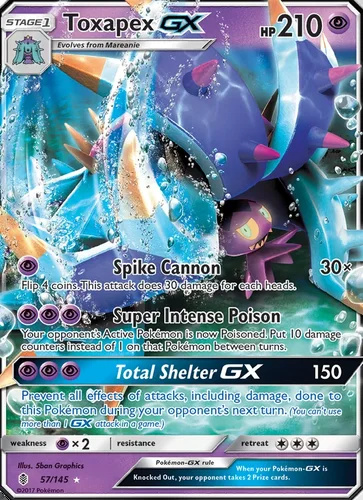 STAGE 1 Toxapex GX HP 210
Evolves from Mareanie
Spike Cannon 30×
Flip 4 coins. This attack does 30 damage for each heads.
Super Intense Poison
Your opponent's Active Pokémon is now Poisoned. Put 10 damage
counters instead of 1 on that Pokémon between turns.
Total Shelter GX 150
Prevent all effects of attacks, including damage, done to
this Pokémon during your opponent's next turn. (You can't use
more than 1 GX attack in a game.)
weakness × 2 resistance retreat
Illus. 5ban Graphics
57/145
©2017 Pokémon
Pokémon-GX rule
When your Pokémon-GX is
Knocked Out, your opponent takes 2 Prize cards.